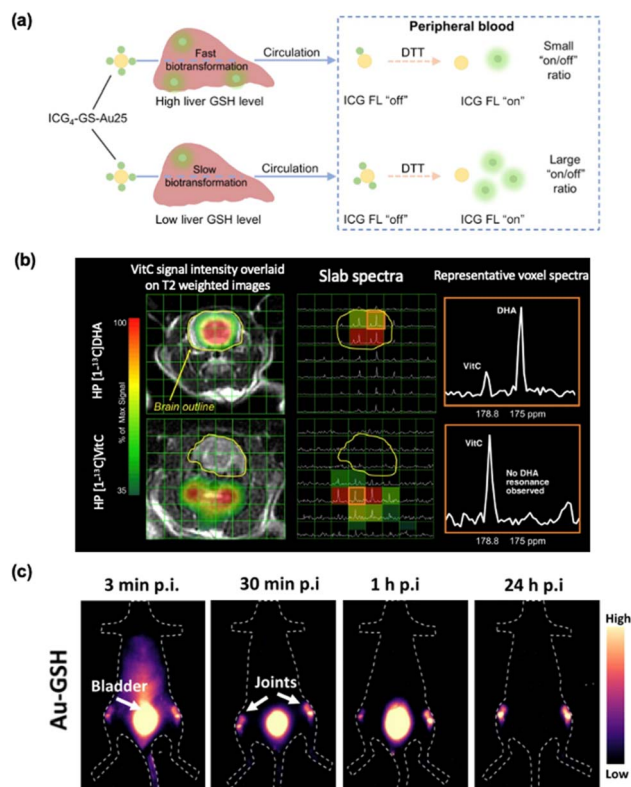 (a)
Peripheral blood
Fast
biotransformation
Circulation
DTT
Small
"on/off"
ratio
High liver GSH level
ICG FL "off"
ICG FL "on"
ICG₄-GS-Au25
Slow
biotransformation
Circulation
DTT
Large
"on/off"
ratio
Low liver GSH level
ICG FL "off"
ICG FL "on"
(b)
VitC signal intensity overlaid
on T2 weighted images
Slab spectra
Representative voxel spectra
HP [1-¹³C]DHA
100
% of Max Signal
35
Brain outline
DHA
VitC
178.8 175 ppm
HP [1-¹³C]VitC
VitC
No DHA
resonance
observed
178.8 175 ppm
(c)
3 min p.i.
30 min p.i
1 h p.i
24 h p.i
Au-GSH
Bladder
Joints
High
Low